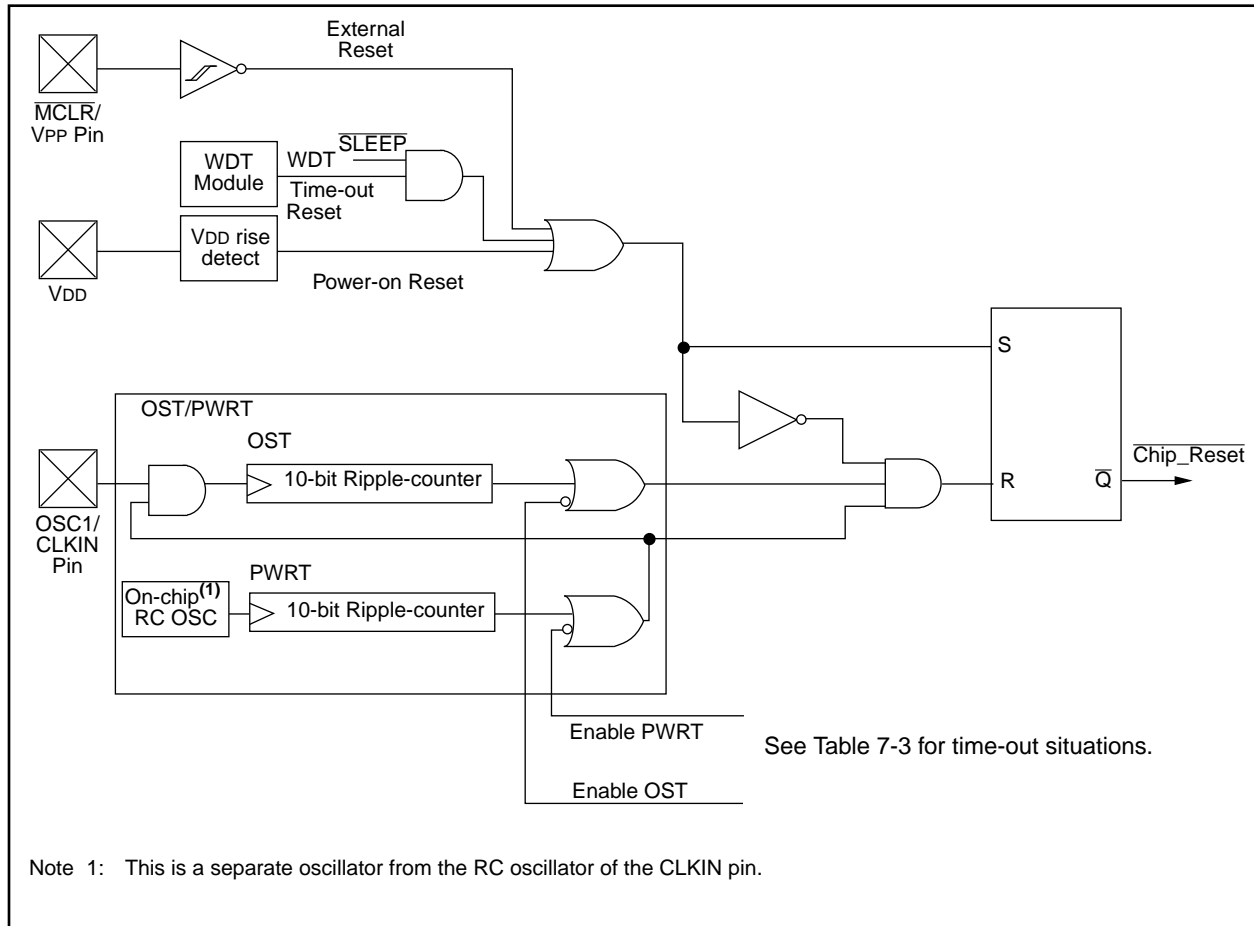 External
Reset
MCLR/
VPP Pin
SLEEP
WDT
Module
WDT
Time-out
Reset
VDD rise
detect
VDD
Power-on Reset
S
OST/PWRT
OST
10-bit Ripple-counter
OSC1/
CLKIN
Pin
R
Q
Chip_Reset
PWRT
On-chip(1)
RC OSC
10-bit Ripple-counter
Enable PWRT
See Table 7-3 for time-out situations.
Enable OST
Note 1: This is a separate oscillator from the RC oscillator of the CLKIN pin.